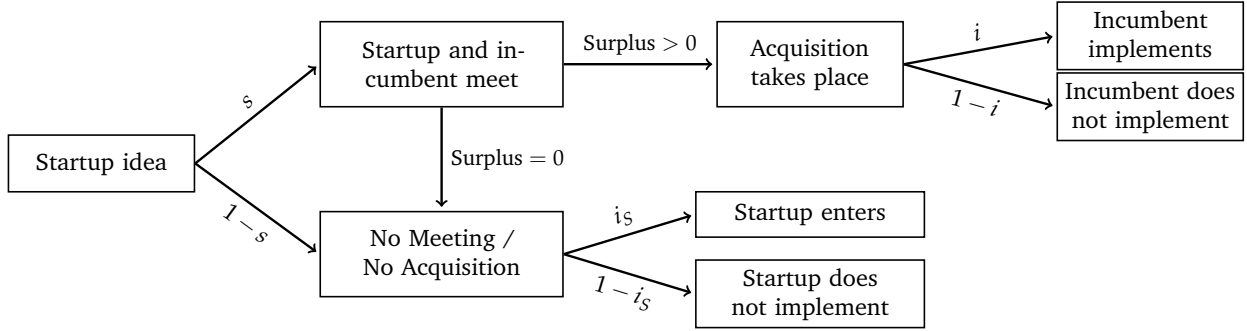 Startup idea
s
1 – s
Startup and in-
cumbent meet
Surplus > 0
Surplus = 0
No Meeting /
No Acquisition
Acquisition
takes place
i
1 – i
Incumbent
implements
Incumbent does
not implement
i_S
1 – i_S
Startup enters
Startup does
not implement